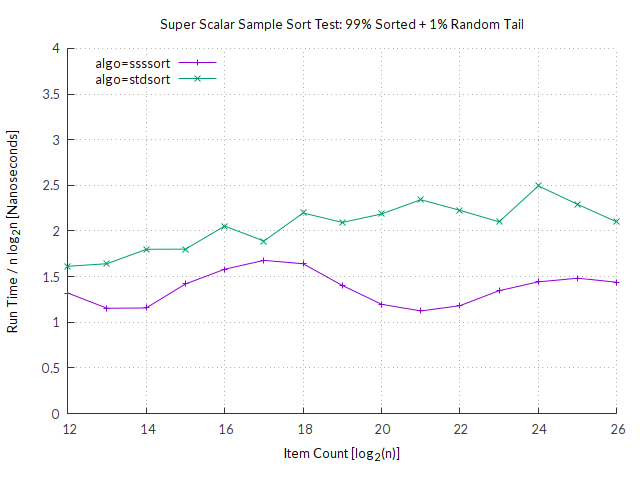 Super Scalar Sample Sort Test: 99% Sorted + 1% Random Tail
algo=ssssort
algo=stdsort
4
3.5
3
2.5
2
1.5
1
0.5
0
Run Time / n log2n [Nanoseconds]
12 14 16 18 20 22 24 26
Item Count [log2(n)]